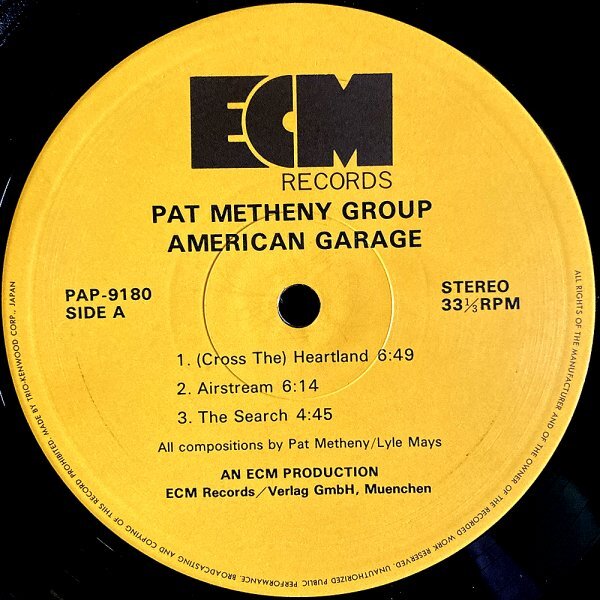 ECM
RECORDS
PAT METHENY GROUP
AMERICAN GARAGE
PAP-9180
SIDE A
STEREO
33⅓RPM
1. (Cross The) Heartland 6:49
2. Airstream 6:14
3. The Search 4:45
All compositions by Pat Metheny/Lyle Mays
AN ECM PRODUCTION
ECM Records/Verlag GmbH, Muenchen
ALL RIGHTS OF THE MANUFACTURER AND OF THE OWNER OF THE RECORDED WORK RESERVED. UNAUTHORIZED PUBLIC PERFORMANCE. BROADCASTING AND COPYING OF THIS RECORD PROHIBITED. MADE BY TRIO-KENWOOD CORP., JAPAN